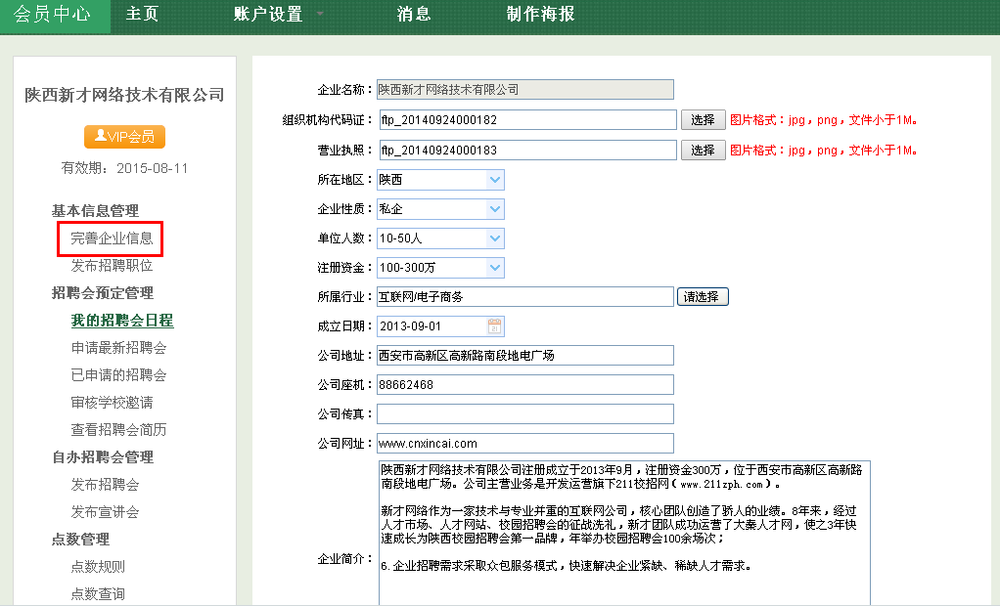 会员中心 主页 账户设置 消息 制作海报
陕西新才网络技术有限公司
VIP会员
有效期：2015-08-11
基本信息管理
完善企业信息
发布招聘职位
招聘会预定管理
我的招聘会日程
申请最新招聘会
已申请的招聘会
审核学校邀请
查看招聘会简历
自办招聘会管理
发布招聘会
发布宣讲会
点数管理
点数规则
点数查询
企业名称： 陕西新才网络技术有限公司
组织机构代码证： ftp_20140924000182 选择 图片格式：jpg，png，文件小于1M。
营业执照： ftp_20140924000183 选择 图片格式：jpg，png，文件小于1M。
所在地区： 陕西
企业性质： 私企
单位人数： 10-50人
注册资金： 100-300万
所属行业： 互联网/电子商务 请选择
成立日期： 2013-09-01
公司地址： 西安市高新区高新路南段地电广场
公司座机： 88662468
公司传真：
公司网址： www.cnxincai.com
企业简介：
陕西新才网络技术有限公司注册成立于2013年9月，注册资金300万，位于西安市高新区高新路
南段地电广场。公司主营业务是开发运营旗下211校招网（www.211zph.com）。
新才网络作为一家技术与专业并重的互联网公司，核心团队创造了骄人的业绩。8年来，经过
人才市场、人才网站、校园招聘会的征战洗礼，新才团队成功运营了大秦人才网，使之3年快
速成长为陕西校园招聘会第一品牌，年举办校园招聘会100余场次；
6.企业招聘需求采取众包服务模式，快速解决企业紧缺、稀缺人才需求。